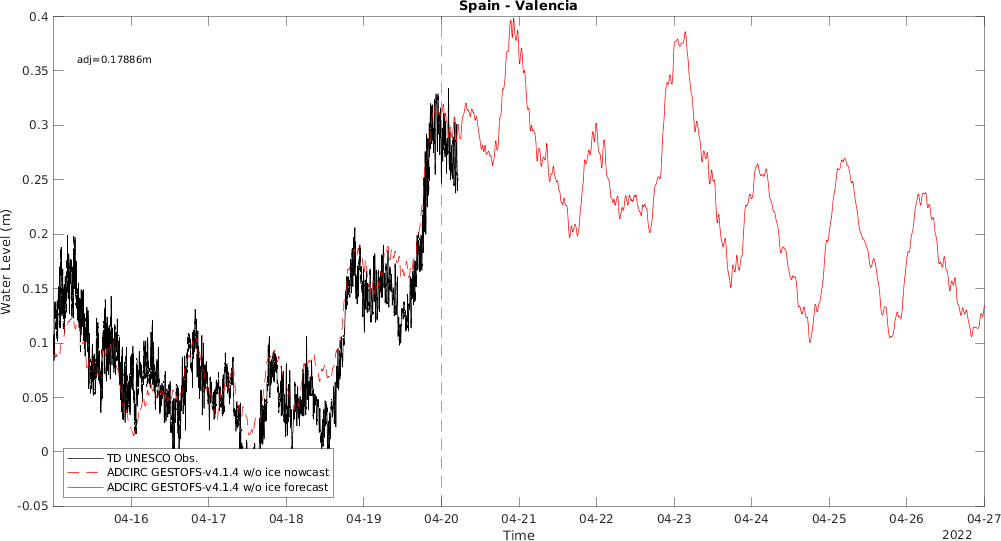 Spain - Valencia
adj=0.17886m
Water Level (m)
0.4
0.35
0.3
0.25
0.2
0.15
0.1
0.05
0
-0.05
TD UNESCO Obs.
ADCIRC GESTOFS-v4.1.4 w/o ice nowcast
ADCIRC GESTOFS-v4.1.4 w/o ice forecast
04-16 04-17 04-18 04-19 04-20 04-21 04-22 04-23 04-24 04-25 04-26 04-27
Time
2022